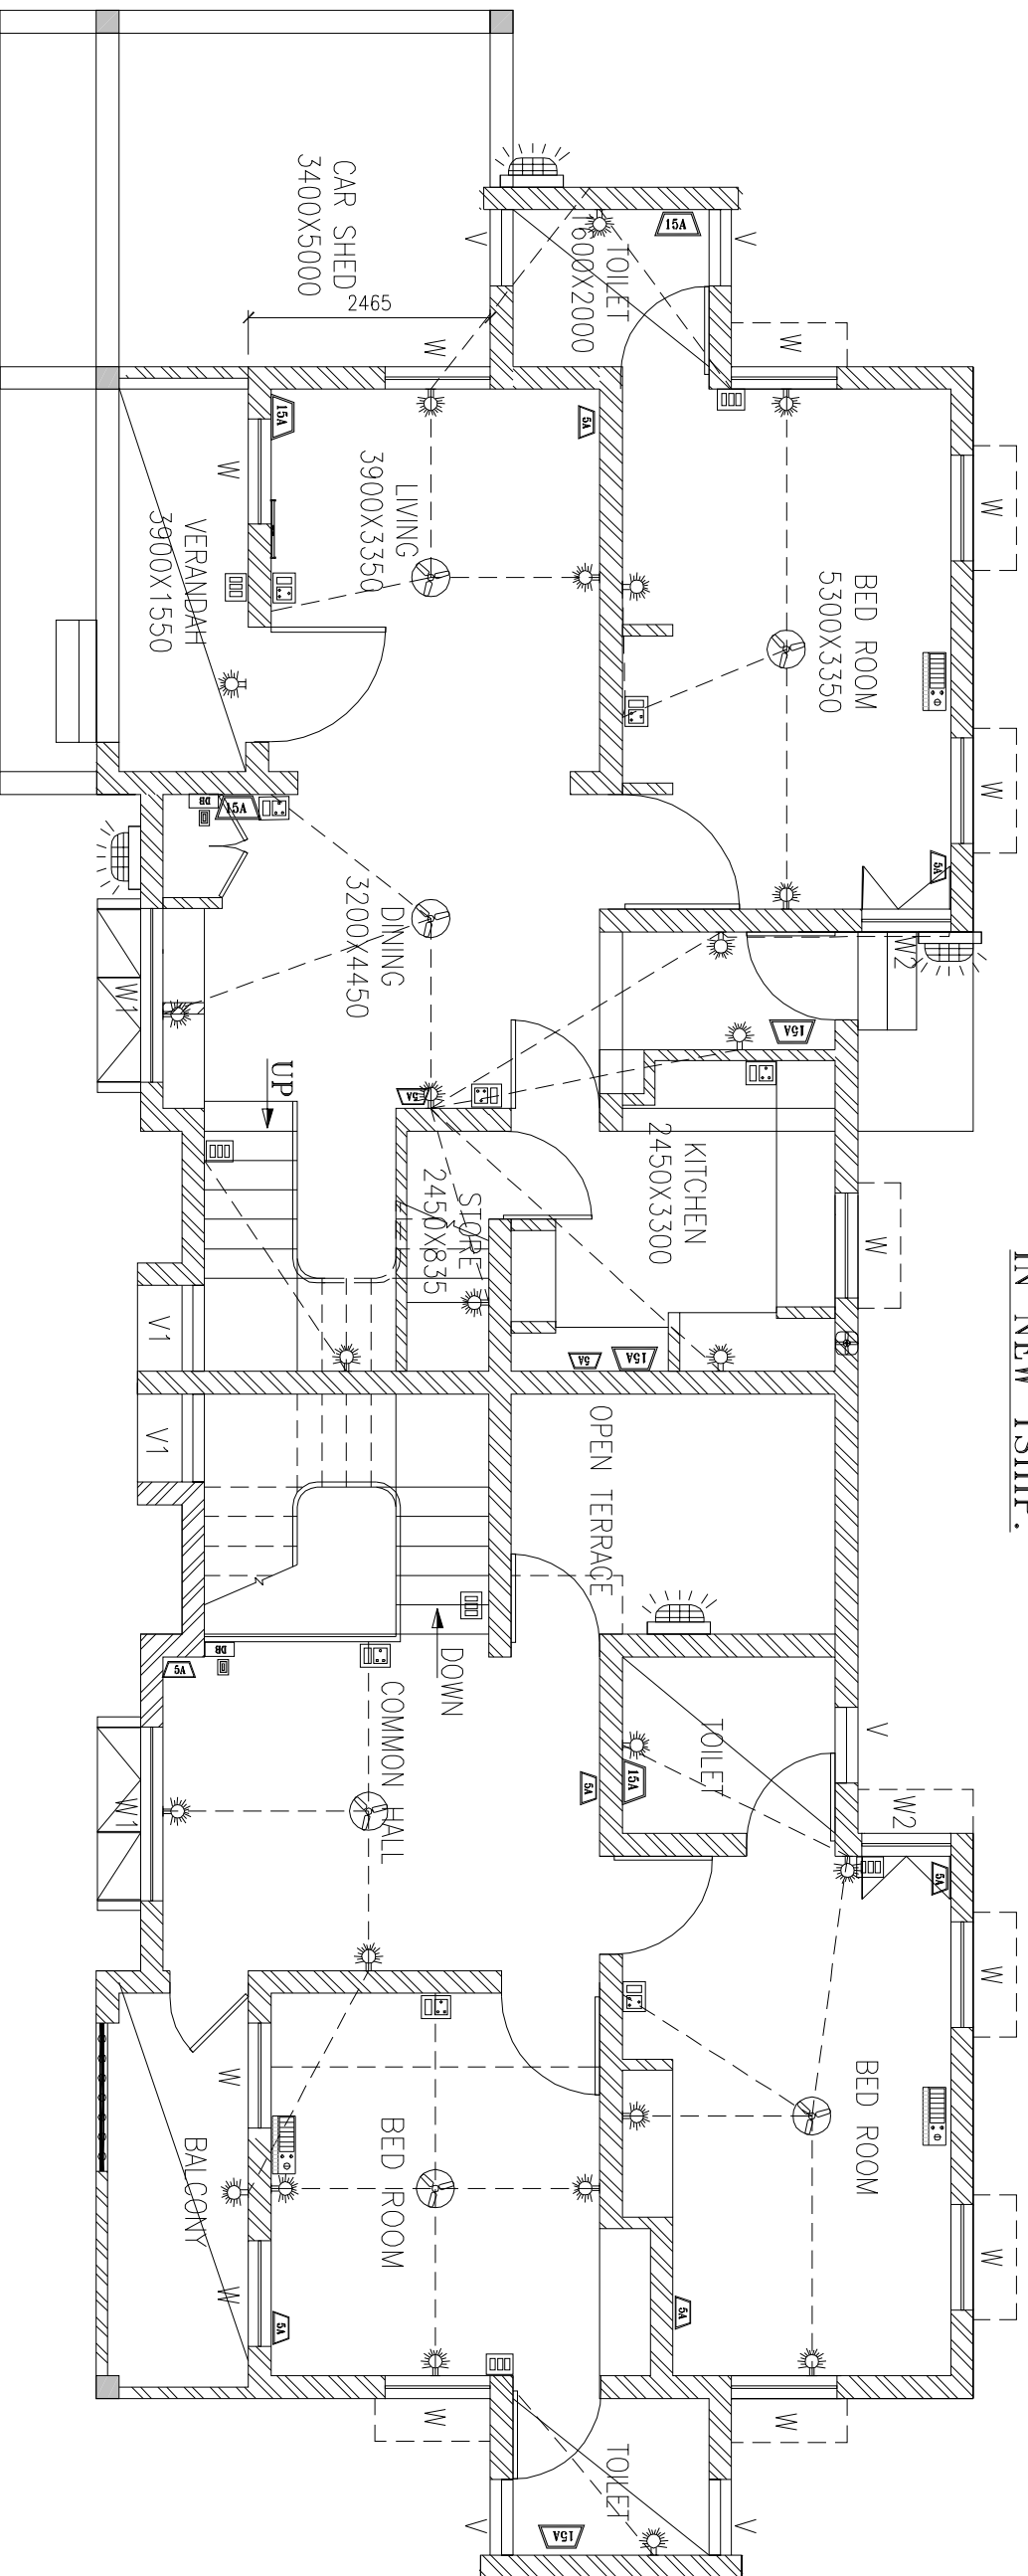 IN NEW TSHIP.
W
W
W
W
W
W2
W2
5A
5A
BED ROOM
5300X3350
BED ROOM
W
V
W
W
15A
V
V
KITCHEN
2450X3300
TOILET
15A
TOILET
1600X2000
15A
OPEN TERRACE
TOILET
15A
5A
15A
5A
5A
5A
15A
V
V
STORE
2450X835
DOWN
W
W
LIVING
3900X3350
DINING
3200X4450
5A
COMMON HALL
BED ROOM
CAR SHED
3400X5000
2465
15A
UP
5A
15A
W
W
W
DB
DB
5A
VERANDAH
3900X1550
BALCONY
V1
V1
W1
W1